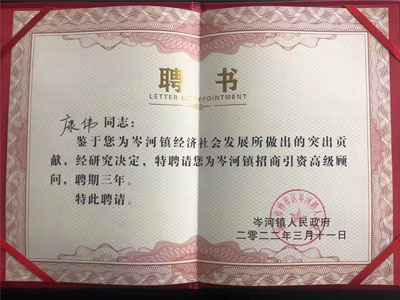 聘书
LETTER OF APPOINTMENT
康伟同志：
鉴于您为岑河镇经济社会发展所做出的突出贡
献，经研究决定，特聘请您为岑河镇招商引资高级顾
问，聘期三年。
特此聘请。
岑河镇人民政府
二〇二二年三月十一日